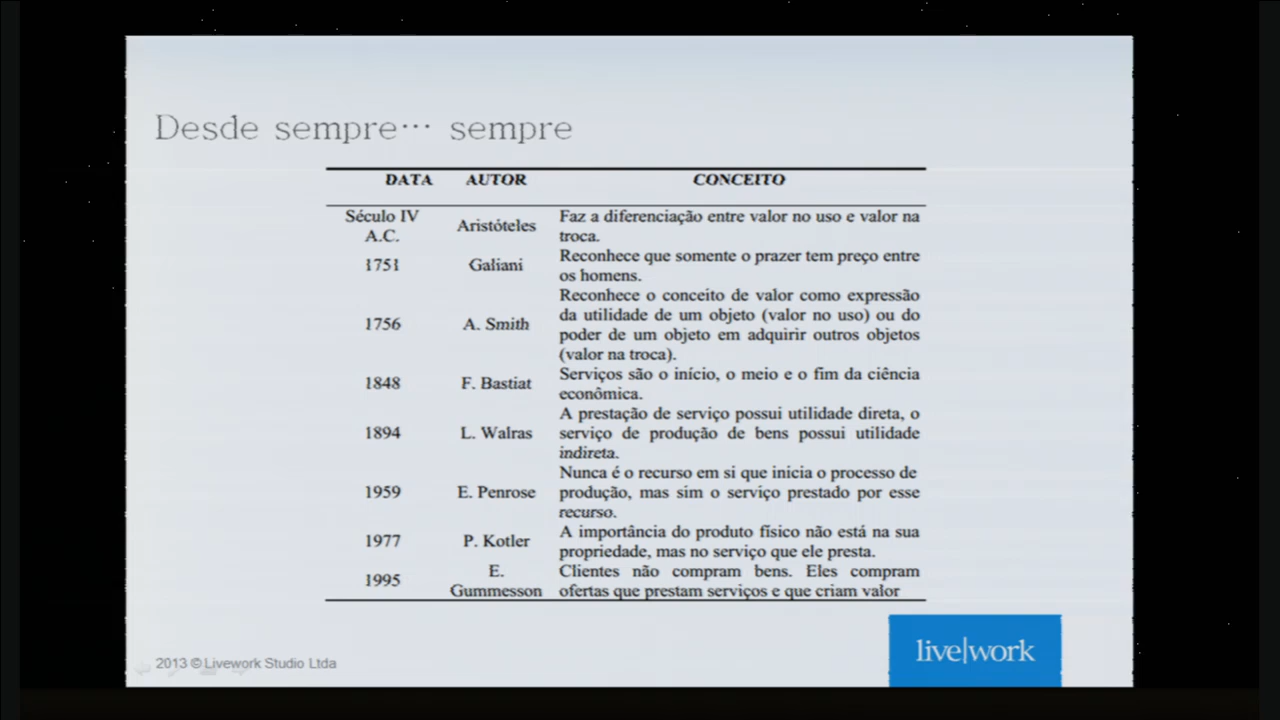 Desde sempre… sempre
DATA AUTOR CONCEITO
Século IV A.C. Aristóteles Faz a diferenciação entre valor no uso e valor na
troca.
1751 Galiani Reconhece que somente o prazer tem preço entre
os homens.
1756 A. Smith Reconhece o conceito de valor como expressão
da utilidade de um objeto (valor no uso) ou do
poder de um objeto em adquirir outros objetos
(valor na troca).
1848 F. Bastiat Serviços são o início, o meio e o fim da ciência
econômica.
1894 L. Walras A prestação de serviço possui utilidade direta, o
serviço de produção de bens possui utilidade
indireta.
1959 E. Penrose Nunca é o recurso em si que inicia o processo de
produção, mas sim o serviço prestado por esse
recurso.
1977 P. Kotler A importância do produto físico não está na sua
propriedade, mas no serviço que ele presta.
1995 E. Gummesson Clientes não compram bens. Eles compram
ofertas que prestam serviços e que criam valor
2013 © Livework Studio Ltda
live|work